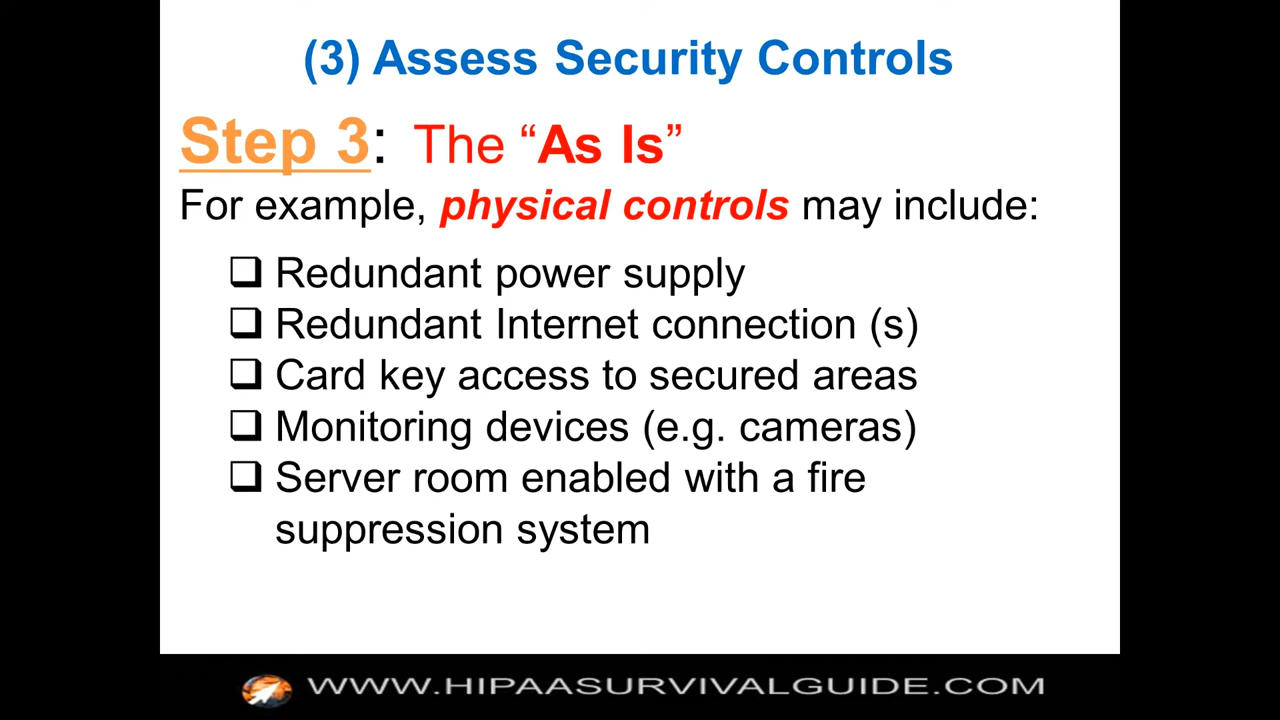 (3) Assess Security Controls
Step 3: The “As Is”
For example, physical controls may include:
❑ Redundant power supply
❑ Redundant Internet connection (s)
❑ Card key access to secured areas
❑ Monitoring devices (e.g. cameras)
❑ Server room enabled with a fire
suppression system
WWW.HIPAASURVIVALGUIDE.COM